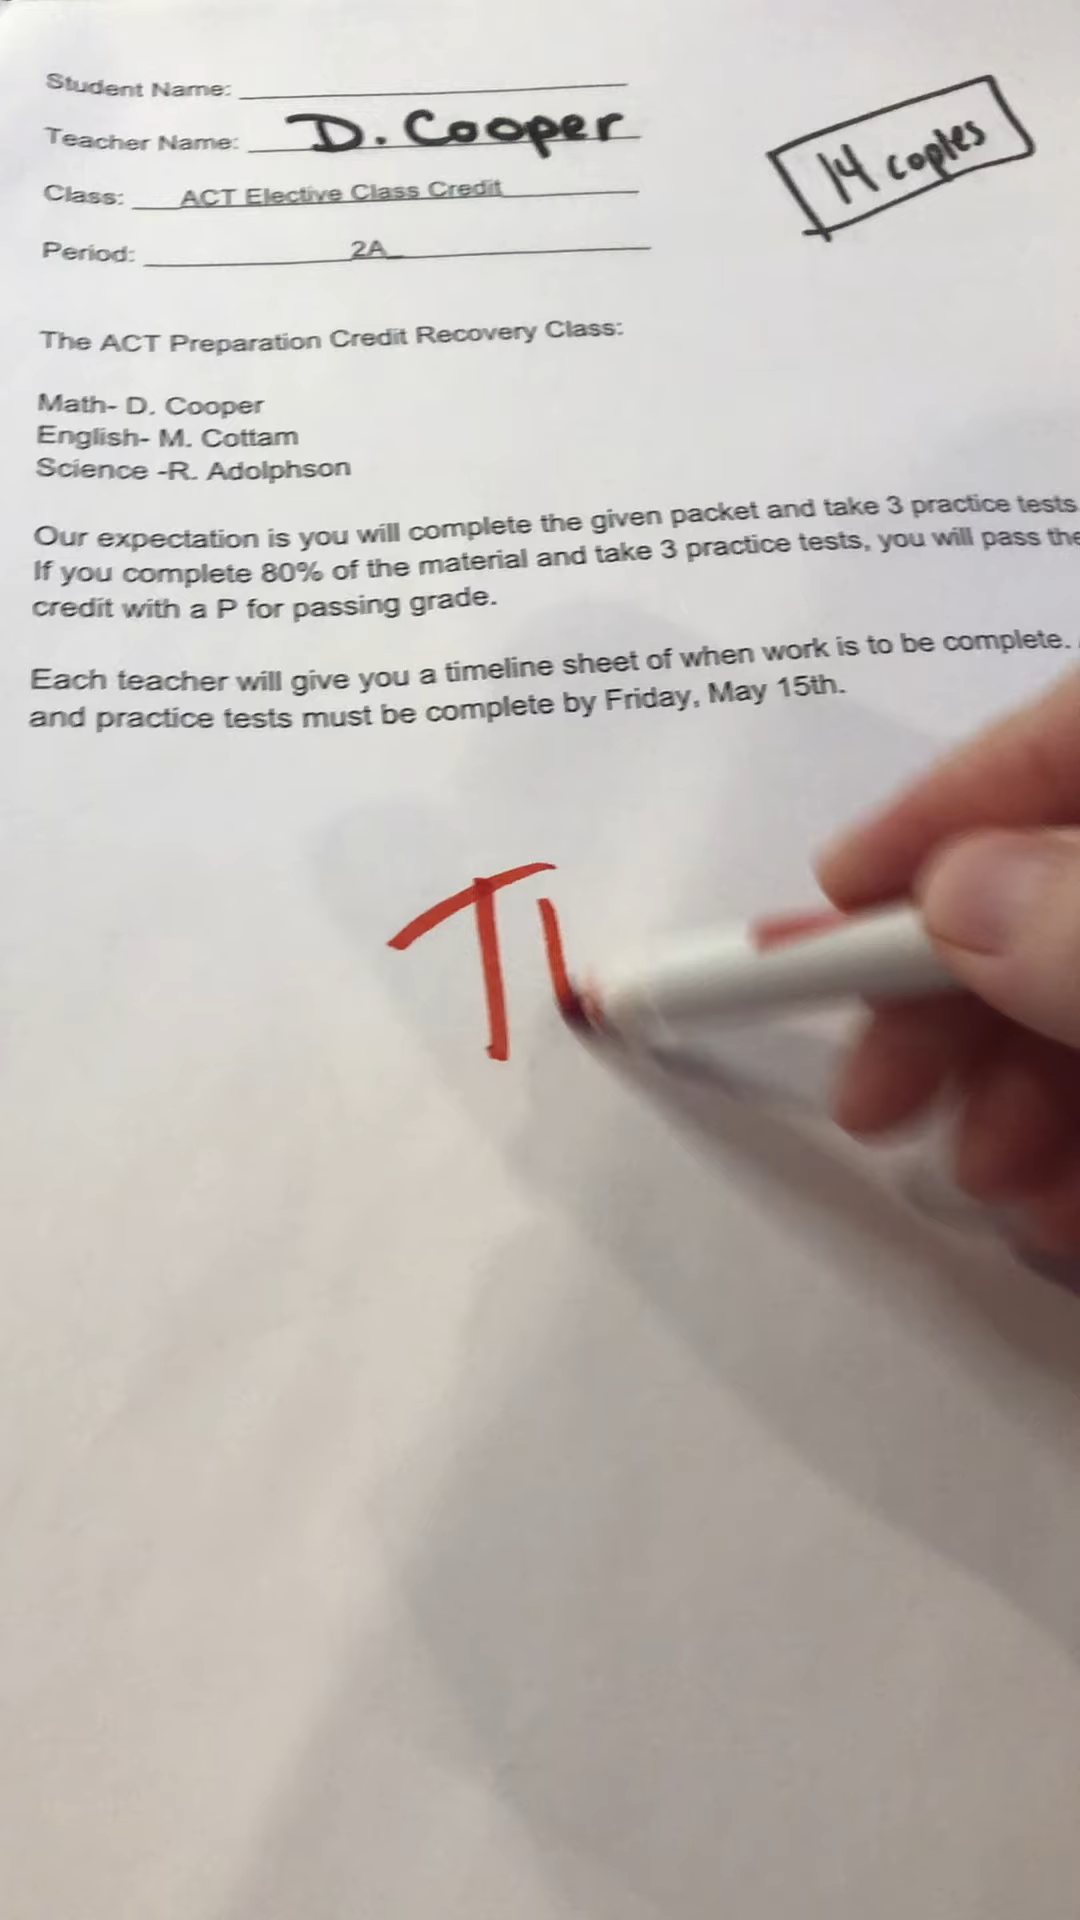 Student Name:
Teacher Name: D. Cooper
14 copies
Class: ACT Elective Class Credit
Period: 2A
The ACT Preparation Credit Recovery Class:
Math- D. Cooper
English- M. Cottam
Science -R. Adolphson
Our expectation is you will complete the given packet and take 3 practice tests
If you complete 80% of the material and take 3 practice tests, you will pass the
credit with a P for passing grade.
Each teacher will give you a timeline sheet of when work is to be complete.
and practice tests must be complete by Friday, May 15th.
T